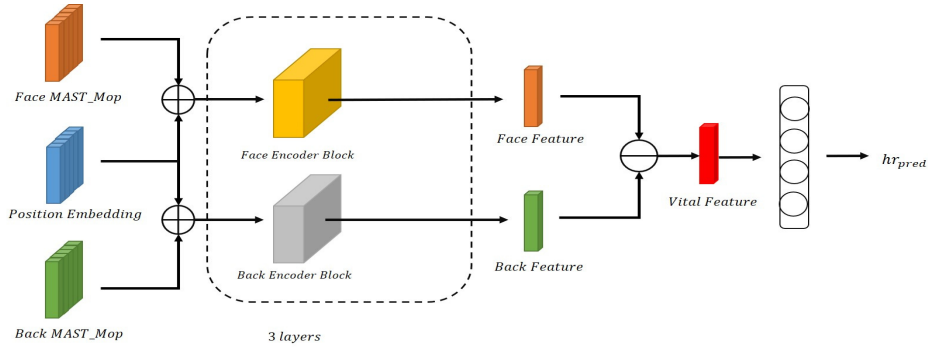 Face MAST_Mop
Position Embedding
Back MAST_Mop
Face Encoder Block
Back Encoder Block
3 layers
Face Feature
Back Feature
Vital Feature
hr_pred